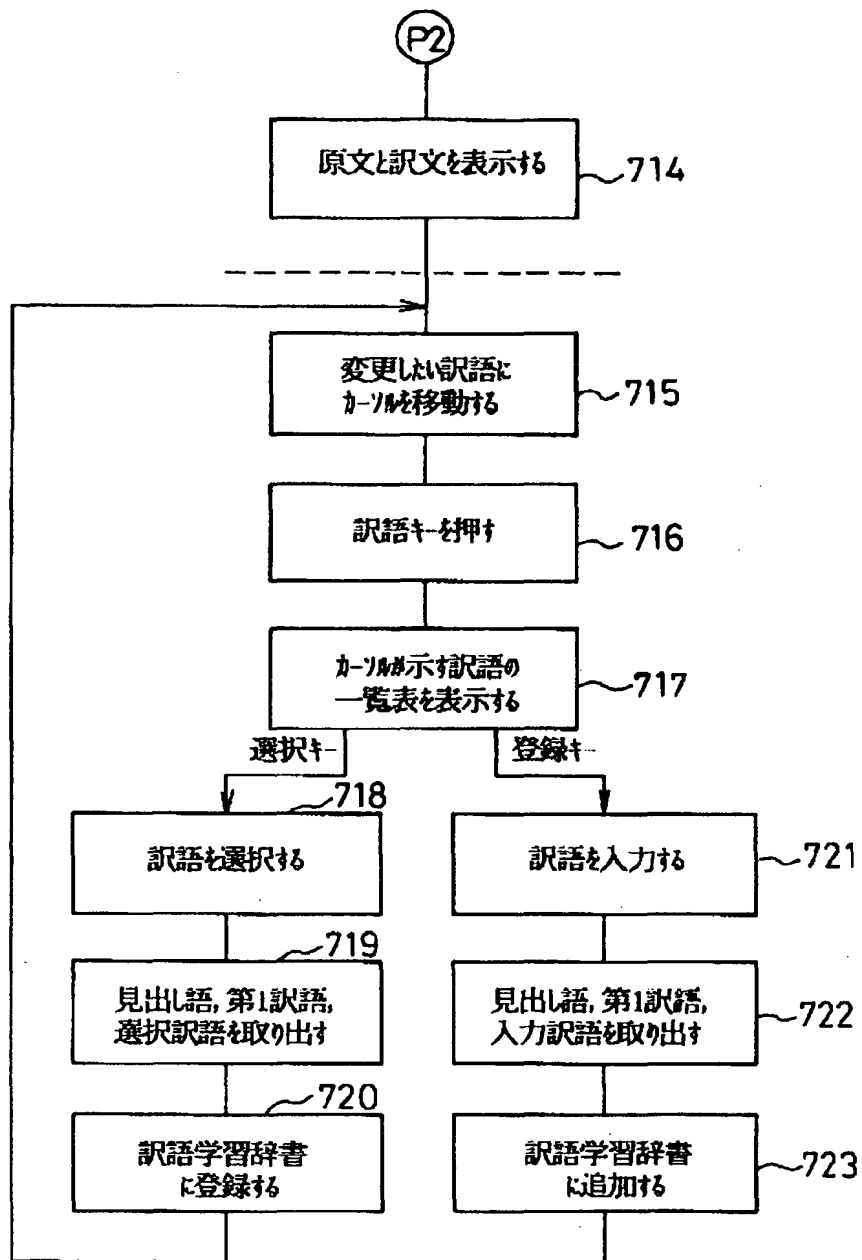 P2
原文と訳文を表示する
714
変更したい訳語に
カーソルを移動する
715
訳語キーを押す
716
カーソルが示す訳語の
一覧表を表示する
717
選択キー
登録キー
718
訳語を選択する
訳語を入力する
721
719
見出し語,第1訳語,
選択訳語を取り出す
見出し語,第1訳語,
入力訳語を取り出す
722
720
訳語学習辞書
に登録する
訳語学習辞書
に追加する
723